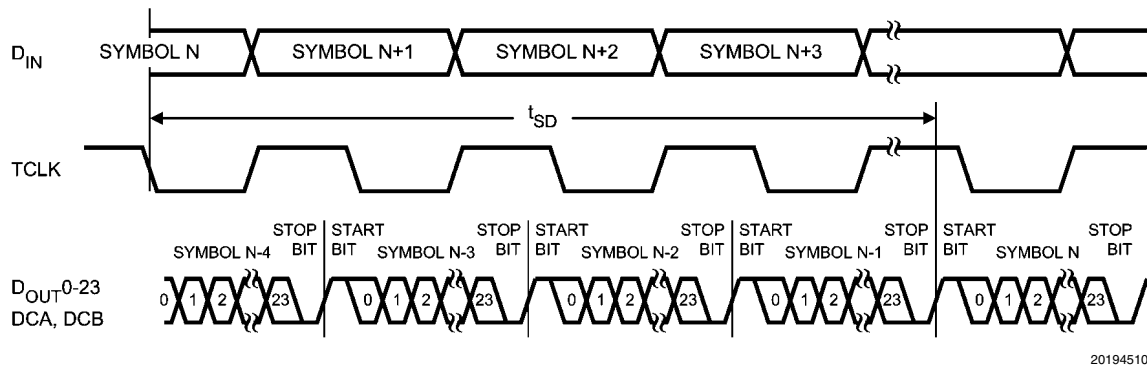 D_IN SYMBOL N SYMBOL N+1 SYMBOL N+2 SYMBOL N+3
t_SD
TCLK
STOP BIT START BIT STOP BIT START BIT STOP BIT START BIT STOP BIT START BIT STOP BIT
SYMBOL N-4 SYMBOL N-3 SYMBOL N-2 SYMBOL N-1 SYMBOL N
D_OUT0-23
DCA, DCB
0 1 2 23 0 1 2 23 0 1 2 23 0 1 2 23 0 1 2 23
20194510